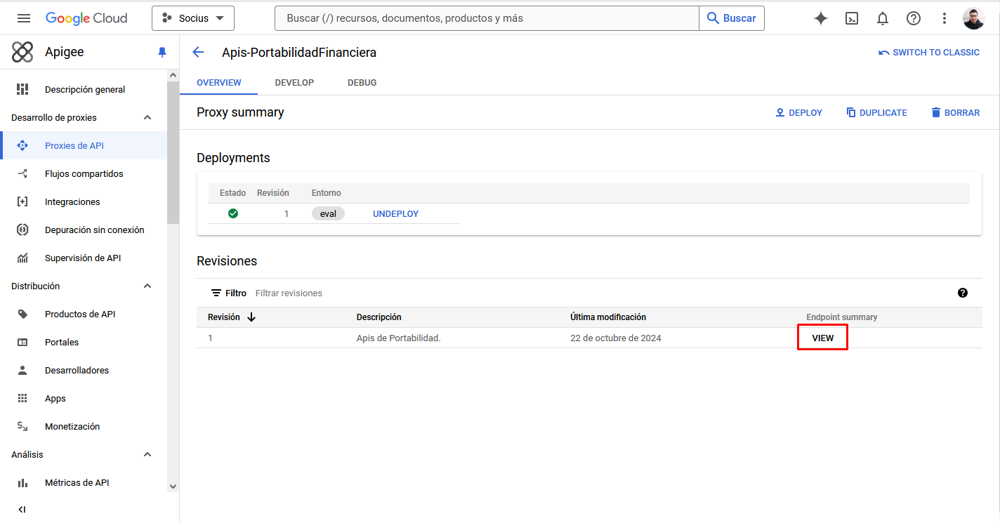 Google Cloud
Socius
Buscar (/) recursos, documentos, productos y más
Buscar
Apigee
Descripción general
Desarrollo de proxies
Proxies de API
Flujos compartidos
Integraciones
Depuración sin conexión
Supervisión de API
Distribución
Productos de API
Portales
Desarrolladores
Apps
Monetización
Análisis
Métricas de API
Apis-PortabilidadFinanciera
SWITCH TO CLASSIC
OVERVIEW DEVELOP DEBUG
Proxy summary
DEPLOY DUPLICATE BORRAR
Deployments
Estado Revisión Entorno
1 eval UNDEPLOY
Revisiones
Filtro Filtrar revisiones
Revisión Descripción Última modificación Endpoint summary
1 Apis de Portabilidad. 22 de octubre de 2024 VIEW